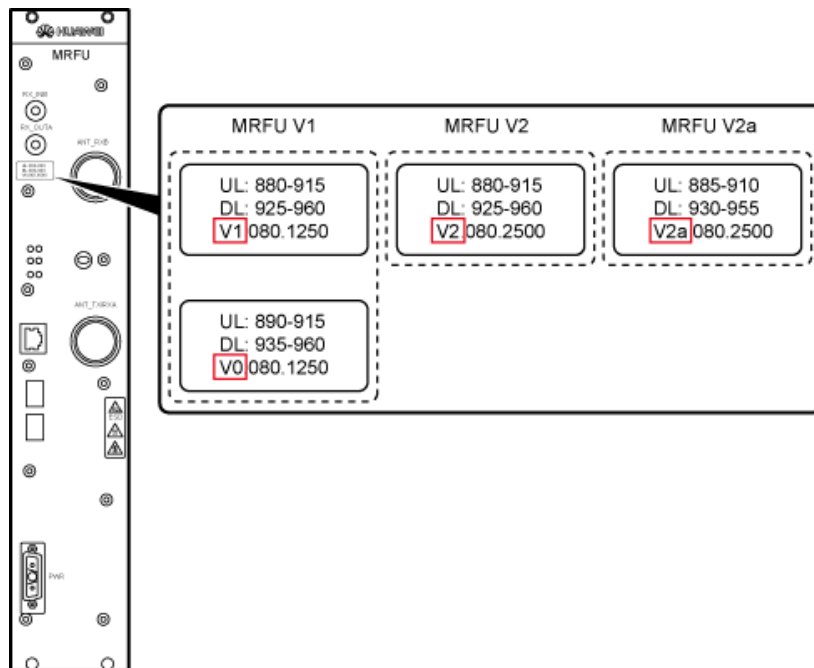 HUAWEI
MRFU
RX_INB
RX_OUTA
ANT_RXB
ANT_TX/RXA
ESD
PWR
MRFU V1
UL: 880-915
DL: 925-960
V1 080.1250
UL: 890-915
DL: 935-960
V0 080.1250
MRFU V2
UL: 880-915
DL: 925-960
V2 080.2500
MRFU V2a
UL: 885-910
DL: 930-955
V2a 080.2500